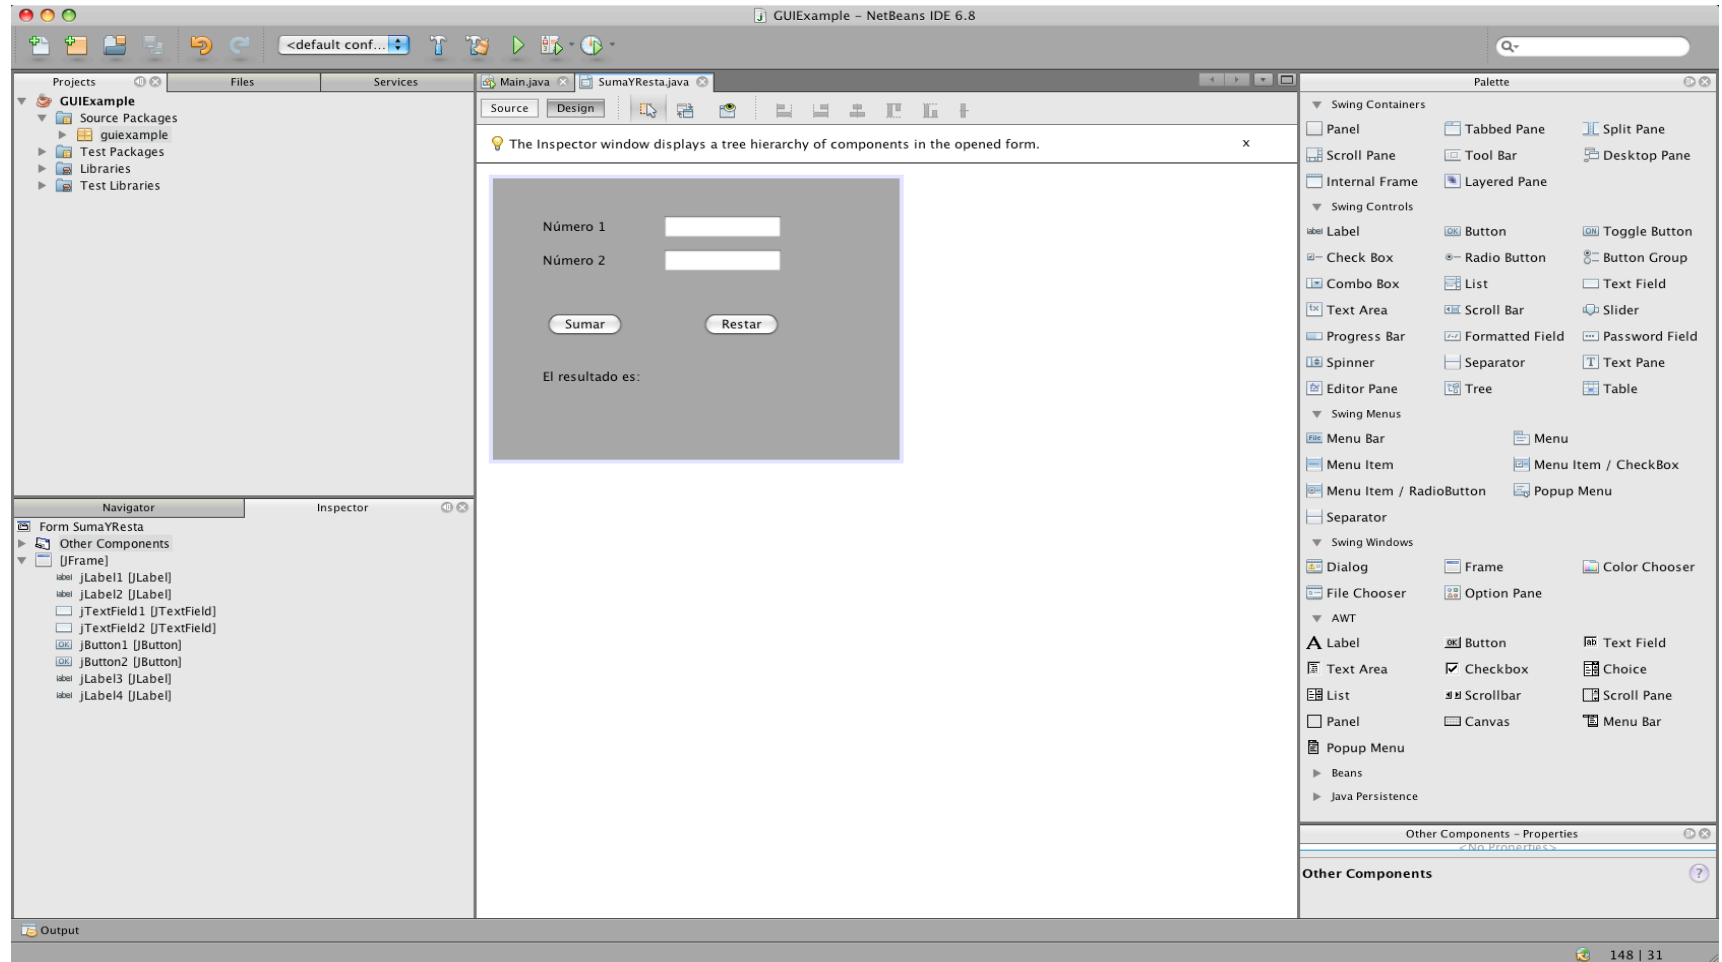 GUIExample – NetBeans IDE 6.8
<default conf...
Projects
Files
Services
GUIExample
Source Packages
guiexample
Test Packages
Libraries
Test Libraries
Navigator
Inspector
Form SumaYResta
Other Components
[JFrame]
jLabel1 [JLabel]
jLabel2 [JLabel]
jTextField1 [JTextField]
jTextField2 [JTextField]
jButton1 [JButton]
jButton2 [JButton]
jLabel3 [JLabel]
jLabel4 [JLabel]
Main.java
SumaYResta.java
Source
Design
The Inspector window displays a tree hierarchy of components in the opened form.
x
Número 1
Número 2
Sumar
Restar
El resultado es:
Palette
Swing Containers
Panel
Tabbed Pane
Split Pane
Scroll Pane
Tool Bar
Desktop Pane
Internal Frame
Layered Pane
Swing Controls
label Label
OK Button
ON Toggle Button
Check Box
Radio Button
Button Group
Combo Box
List
Text Field
Text Area
Scroll Bar
Slider
Progress Bar
Formatted Field
Password Field
Spinner
Separator
Text Pane
Editor Pane
Tree
Table
Swing Menus
Menu Bar
Menu
Menu Item
Menu Item / CheckBox
Menu Item / RadioButton
Popup Menu
Separator
Swing Windows
Dialog
Frame
Color Chooser
File Chooser
Option Pane
AWT
Label
Button
Text Field
Text Area
Checkbox
Choice
List
Scrollbar
Scroll Pane
Panel
Canvas
Menu Bar
Popup Menu
Beans
Java Persistence
Other Components – Properties
<No Properties>
Other Components
?
Output
148 | 31